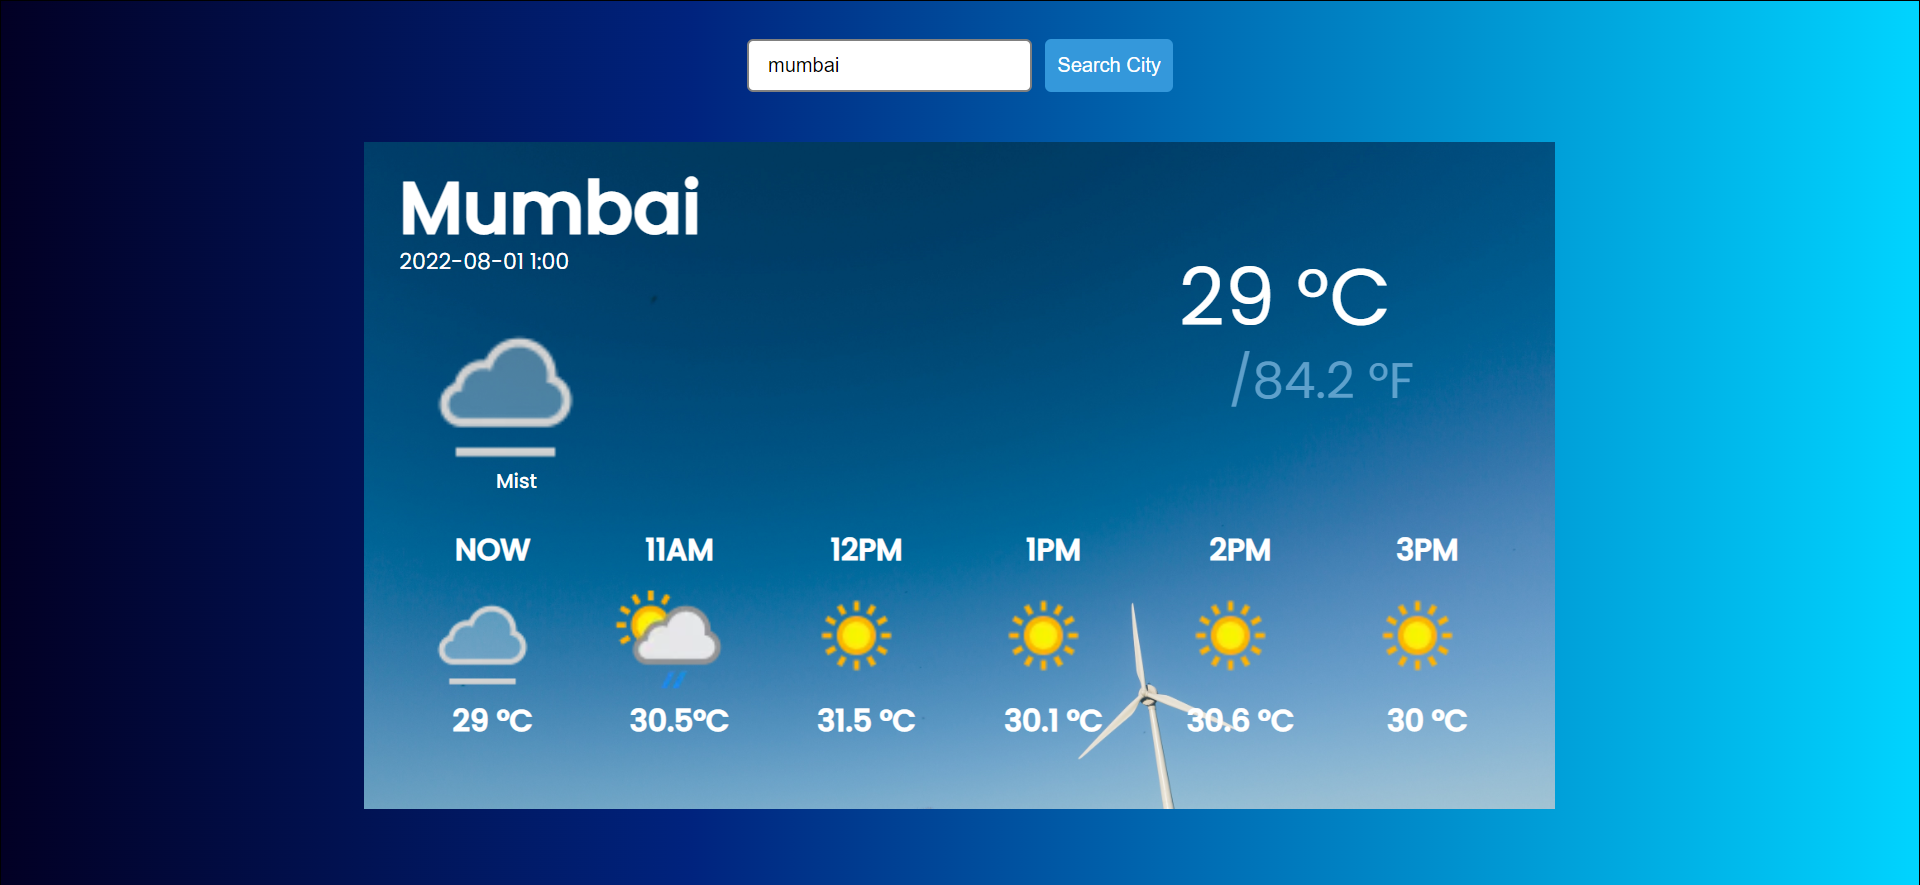 mumbai Search City
Mumbai
2022-08-01 1:00
29 °C
/84.2 °F
Mist
NOW 11AM 12PM 1PM 2PM 3PM
29 °C 30.5°C 31.5 °C 30.1 °C 30.6 °C 30 °C